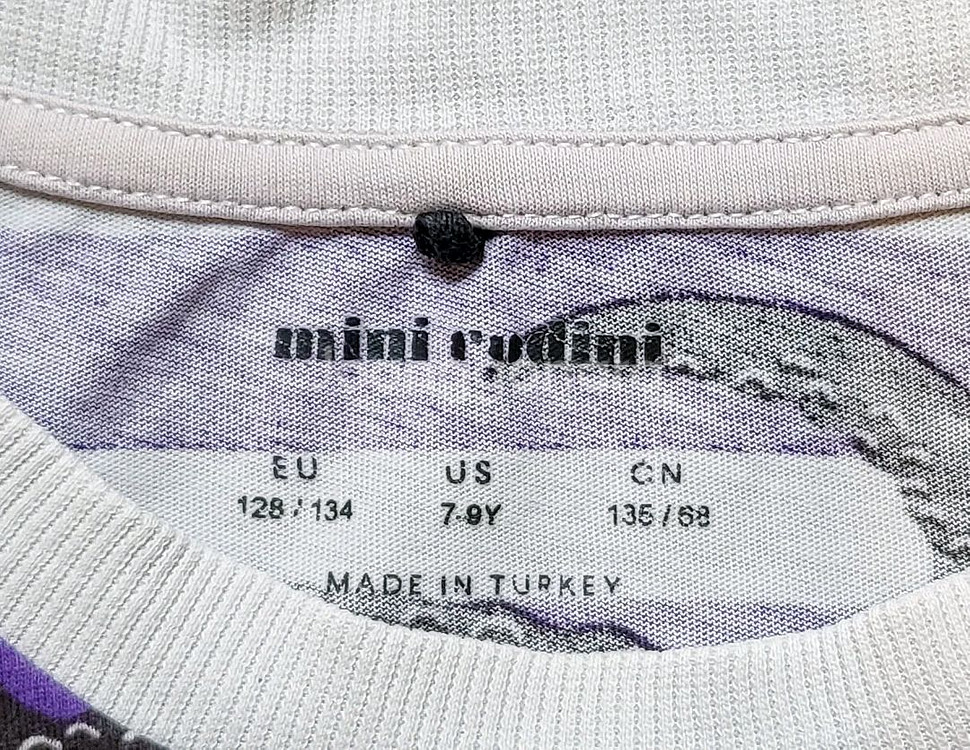 mini rodini
EU US CN
128/134 7-9Y 135/68
MADE IN TURKEY